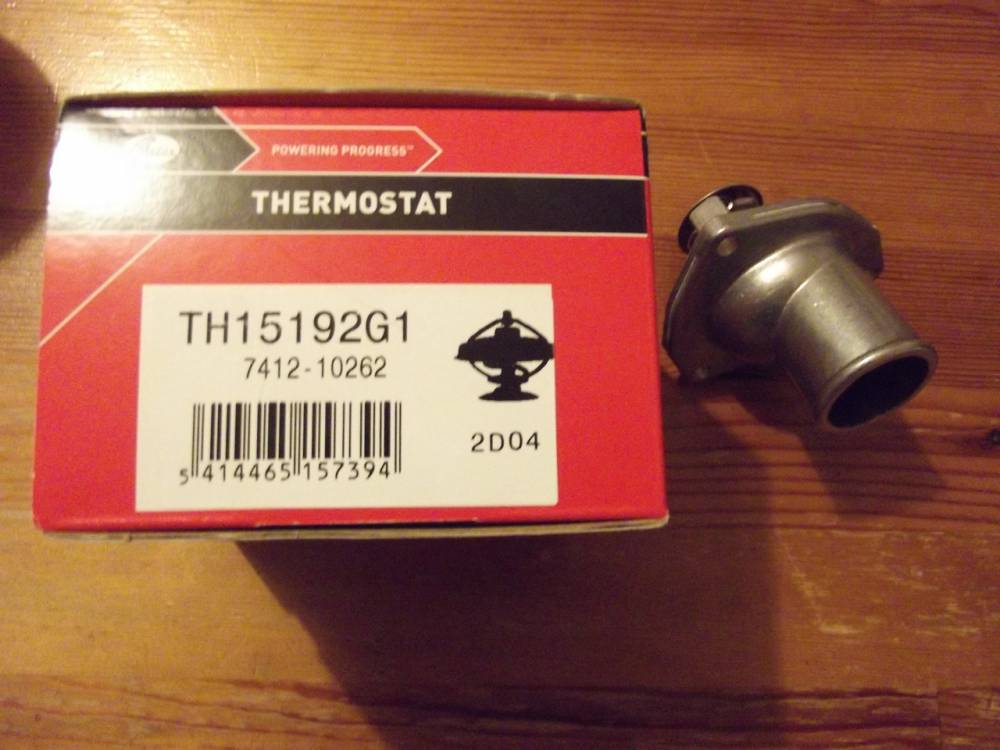 POWERING PROGRESS™
THERMOSTAT
TH15192G1
7412-10262
2D04
5 414465 157394